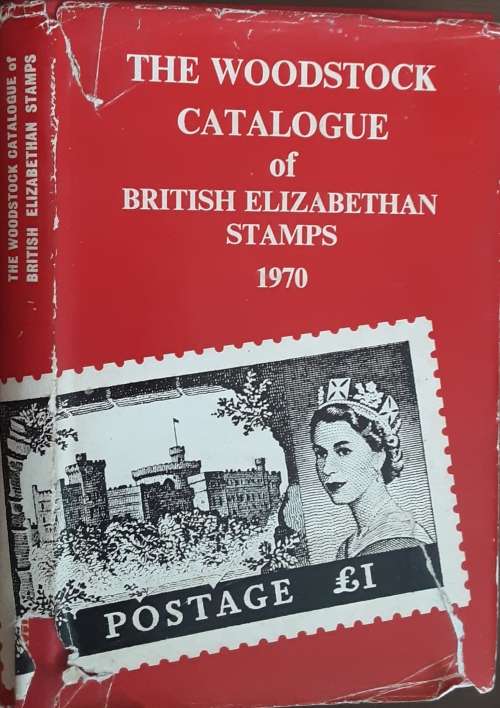 THE WOODSTOCK CATALOGUE of
BRITISH ELIZABETHAN STAMPS
THE WOODSTOCK
CATALOGUE
of
BRITISH ELIZABETHAN
STAMPS
1970
POSTAGE £1